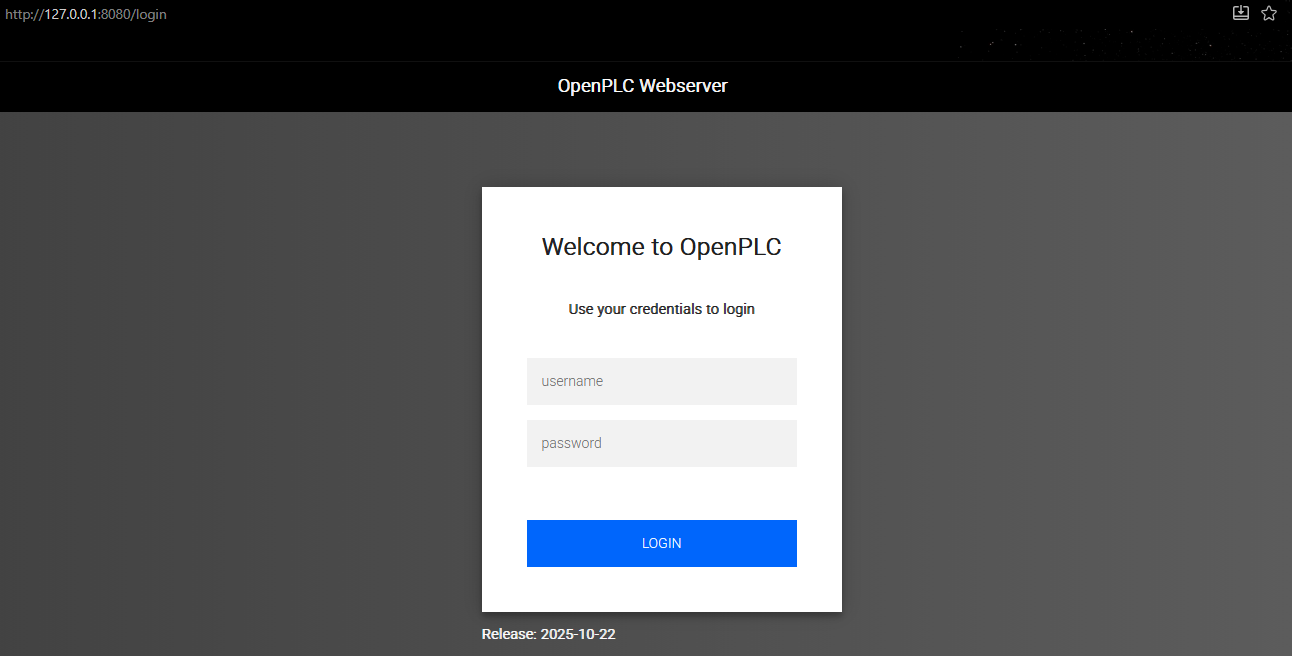 http://127.0.0.1:8080/login
OpenPLC Webserver
Welcome to OpenPLC
Use your credentials to login
username
password
LOGIN
Release: 2025-10-22